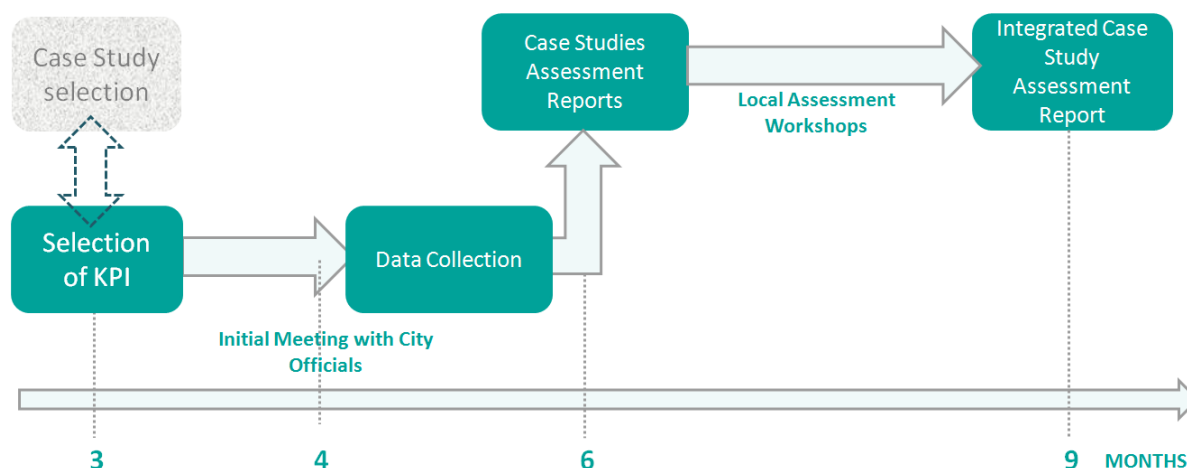 Case Study
selection
Case Studies
Assessment
Reports
Integrated Case
Study
Assessment
Report
Local Assessment
Workshops
Selection
of KPI
Data Collection
Initial Meeting with City
Officials
3
4
6
9
MONTHS